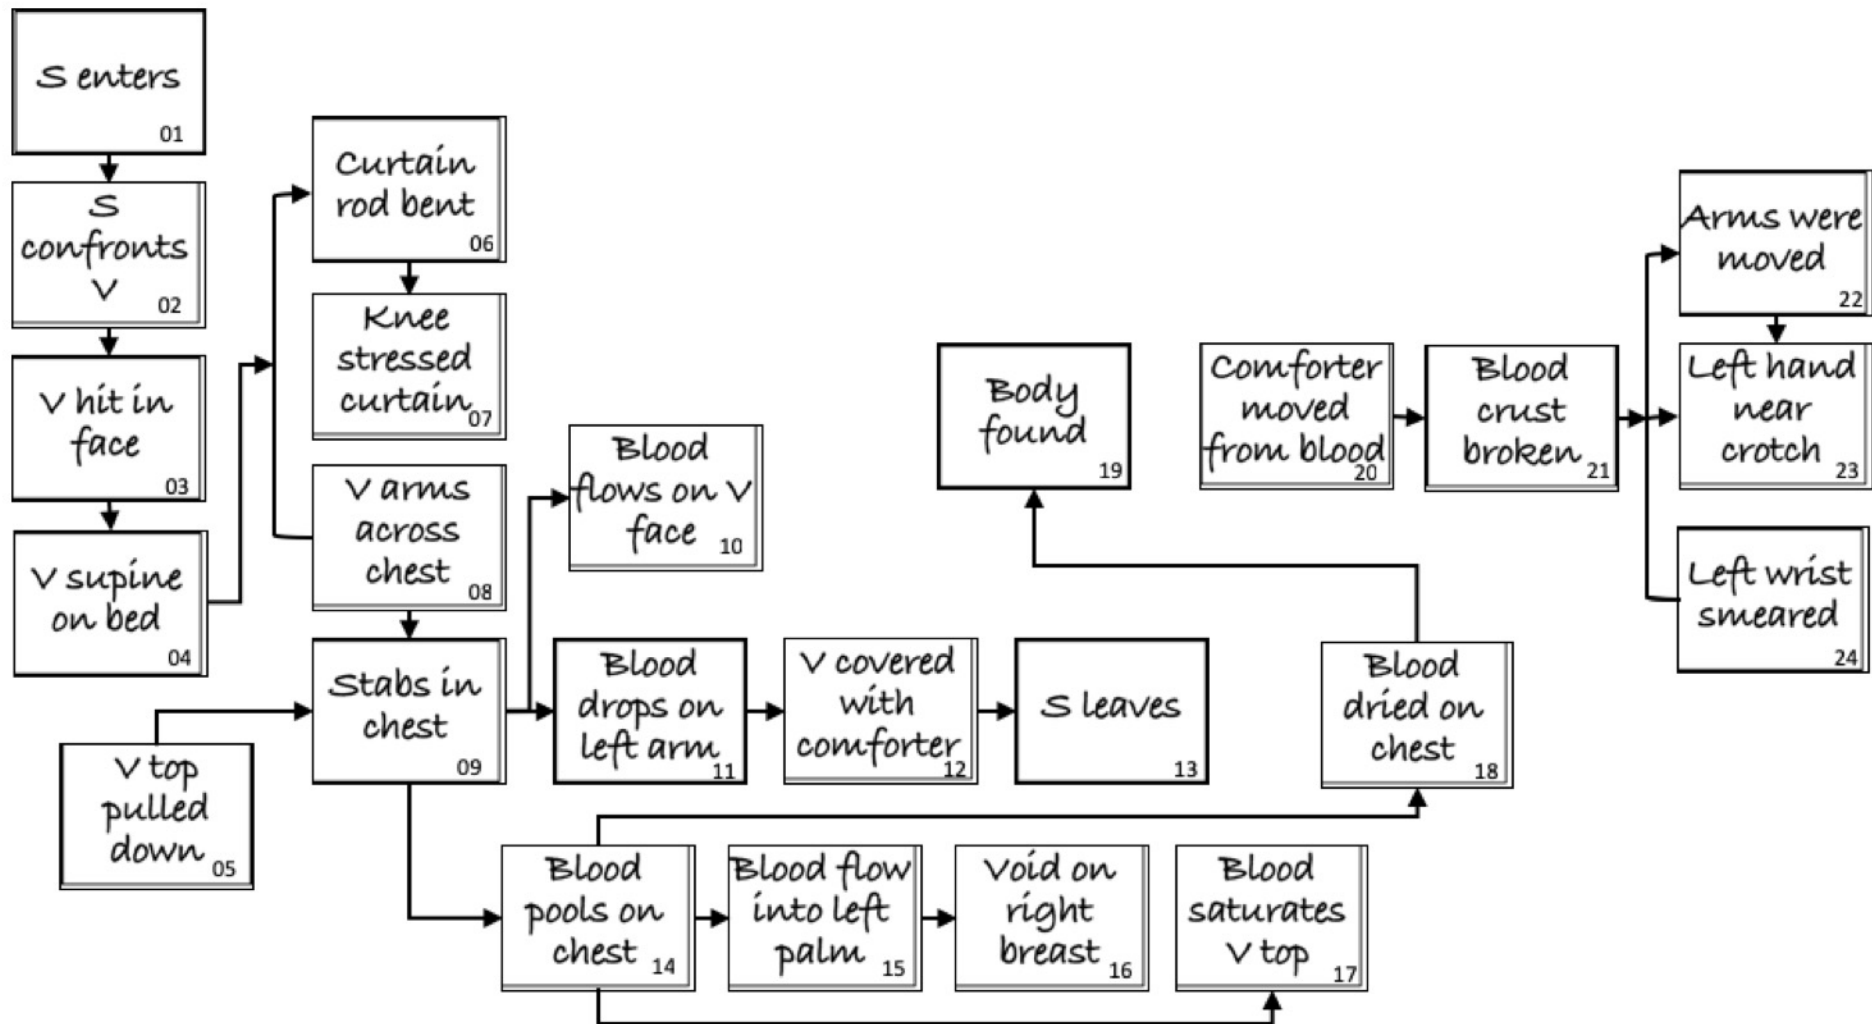 S enters
01
S
confronts
V
02
V hit in
face
03
V supine
on bed
04
V top
pulled
down
05
Curtain
rod bent
06
Knee
stressed
curtain
07
V arms
across
chest
08
Stabs in
chest
09
Blood
flows on V
face
10
Blood
drops on
left arm
11
V covered
with
comforter
12
S leaves
13
Blood
pools on
chest
14
Blood flow
into left
palm
15
Void on
right
breast
16
Blood
saturates
V top
17
Blood
dried on
chest
18
Body
found
19
Comforter
moved
from blood
20
Blood
crust
broken
21
Arms were
moved
22
Left hand
near
crotch
23
Left wrist
smeared
24